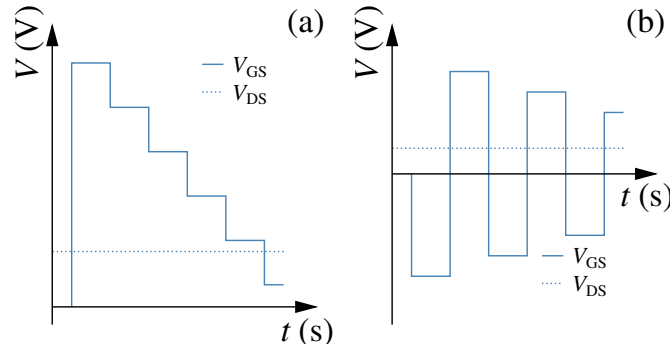 (a)
V (V)
V_GS
V_DS
t (s)
(b)
V (V)
t (s)
V_GS
V_DS